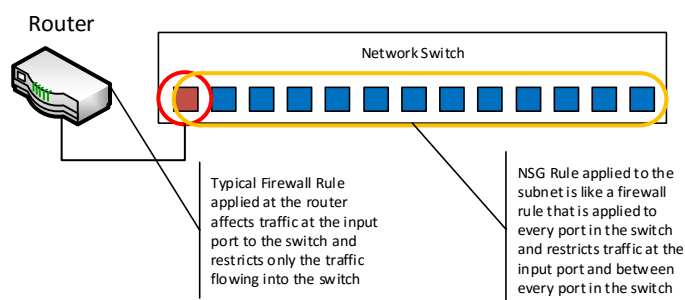 Router
Network Switch
Typical Firewall Rule
applied at the router
affects traffic at the input
port to the switch and
restricts only the traffic
flowing into the switch
NSG Rule applied to the
subnet is like a firewall
rule that is applied to
every port in the switch
and restricts traffic at the
input port and between
every port in the switch